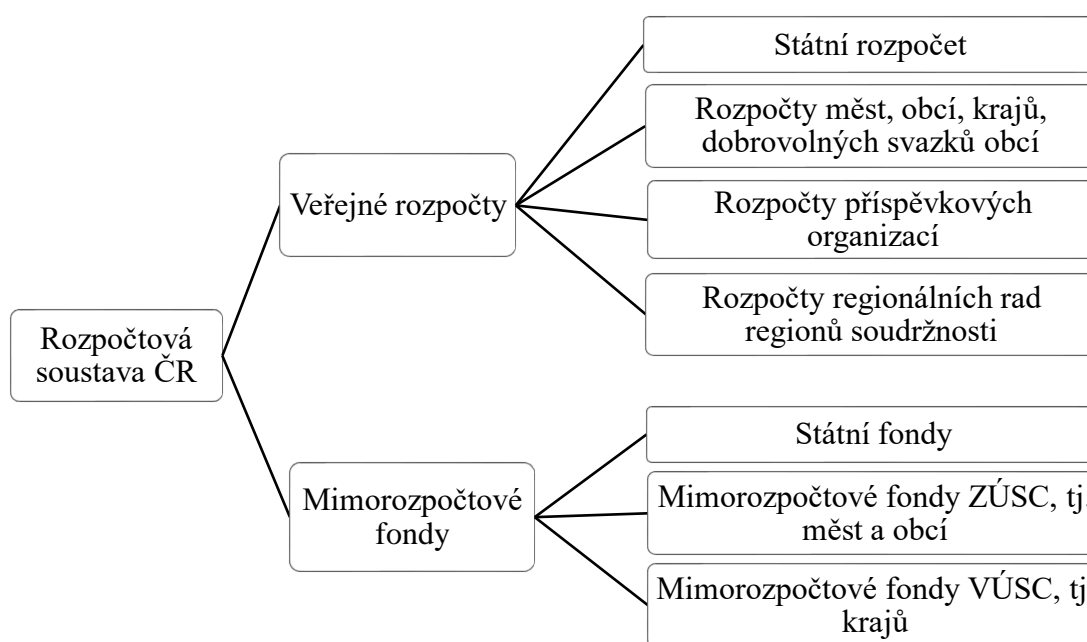 Státní rozpočet
Rozpočty měst, obcí, krajů,
dobrovolných svazků obcí
Veřejné rozpočty
Rozpočty příspěvkových
organizací
Rozpočty regionálních rad
regionů soudržnosti
Rozpočtová
soustava ČR
Státní fondy
Mimorozpočtové
fondy
Mimorozpočtové fondy ZÚSC, tj.
měst a obcí
Mimorozpočtové fondy VÚSC, tj
krajů